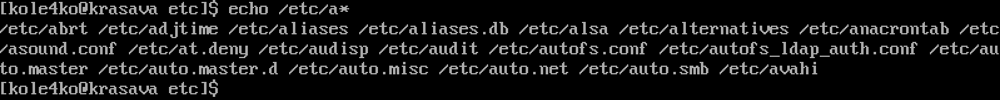 [kole4ko@krasava etc]$ echo /etc/a*
/etc/abrt /etc/adjtime /etc/aliases /etc/aliases.db /etc/alsa /etc/alternatives /etc/anacrontab /etc
/asound.conf /etc/at.deny /etc/audisp /etc/audit /etc/autofs.conf /etc/autofs_ldap_auth.conf /etc/au
to.master /etc/auto.master.d /etc/auto.misc /etc/auto.net /etc/auto.smb /etc/avahi
[kole4ko@krasava etc]$